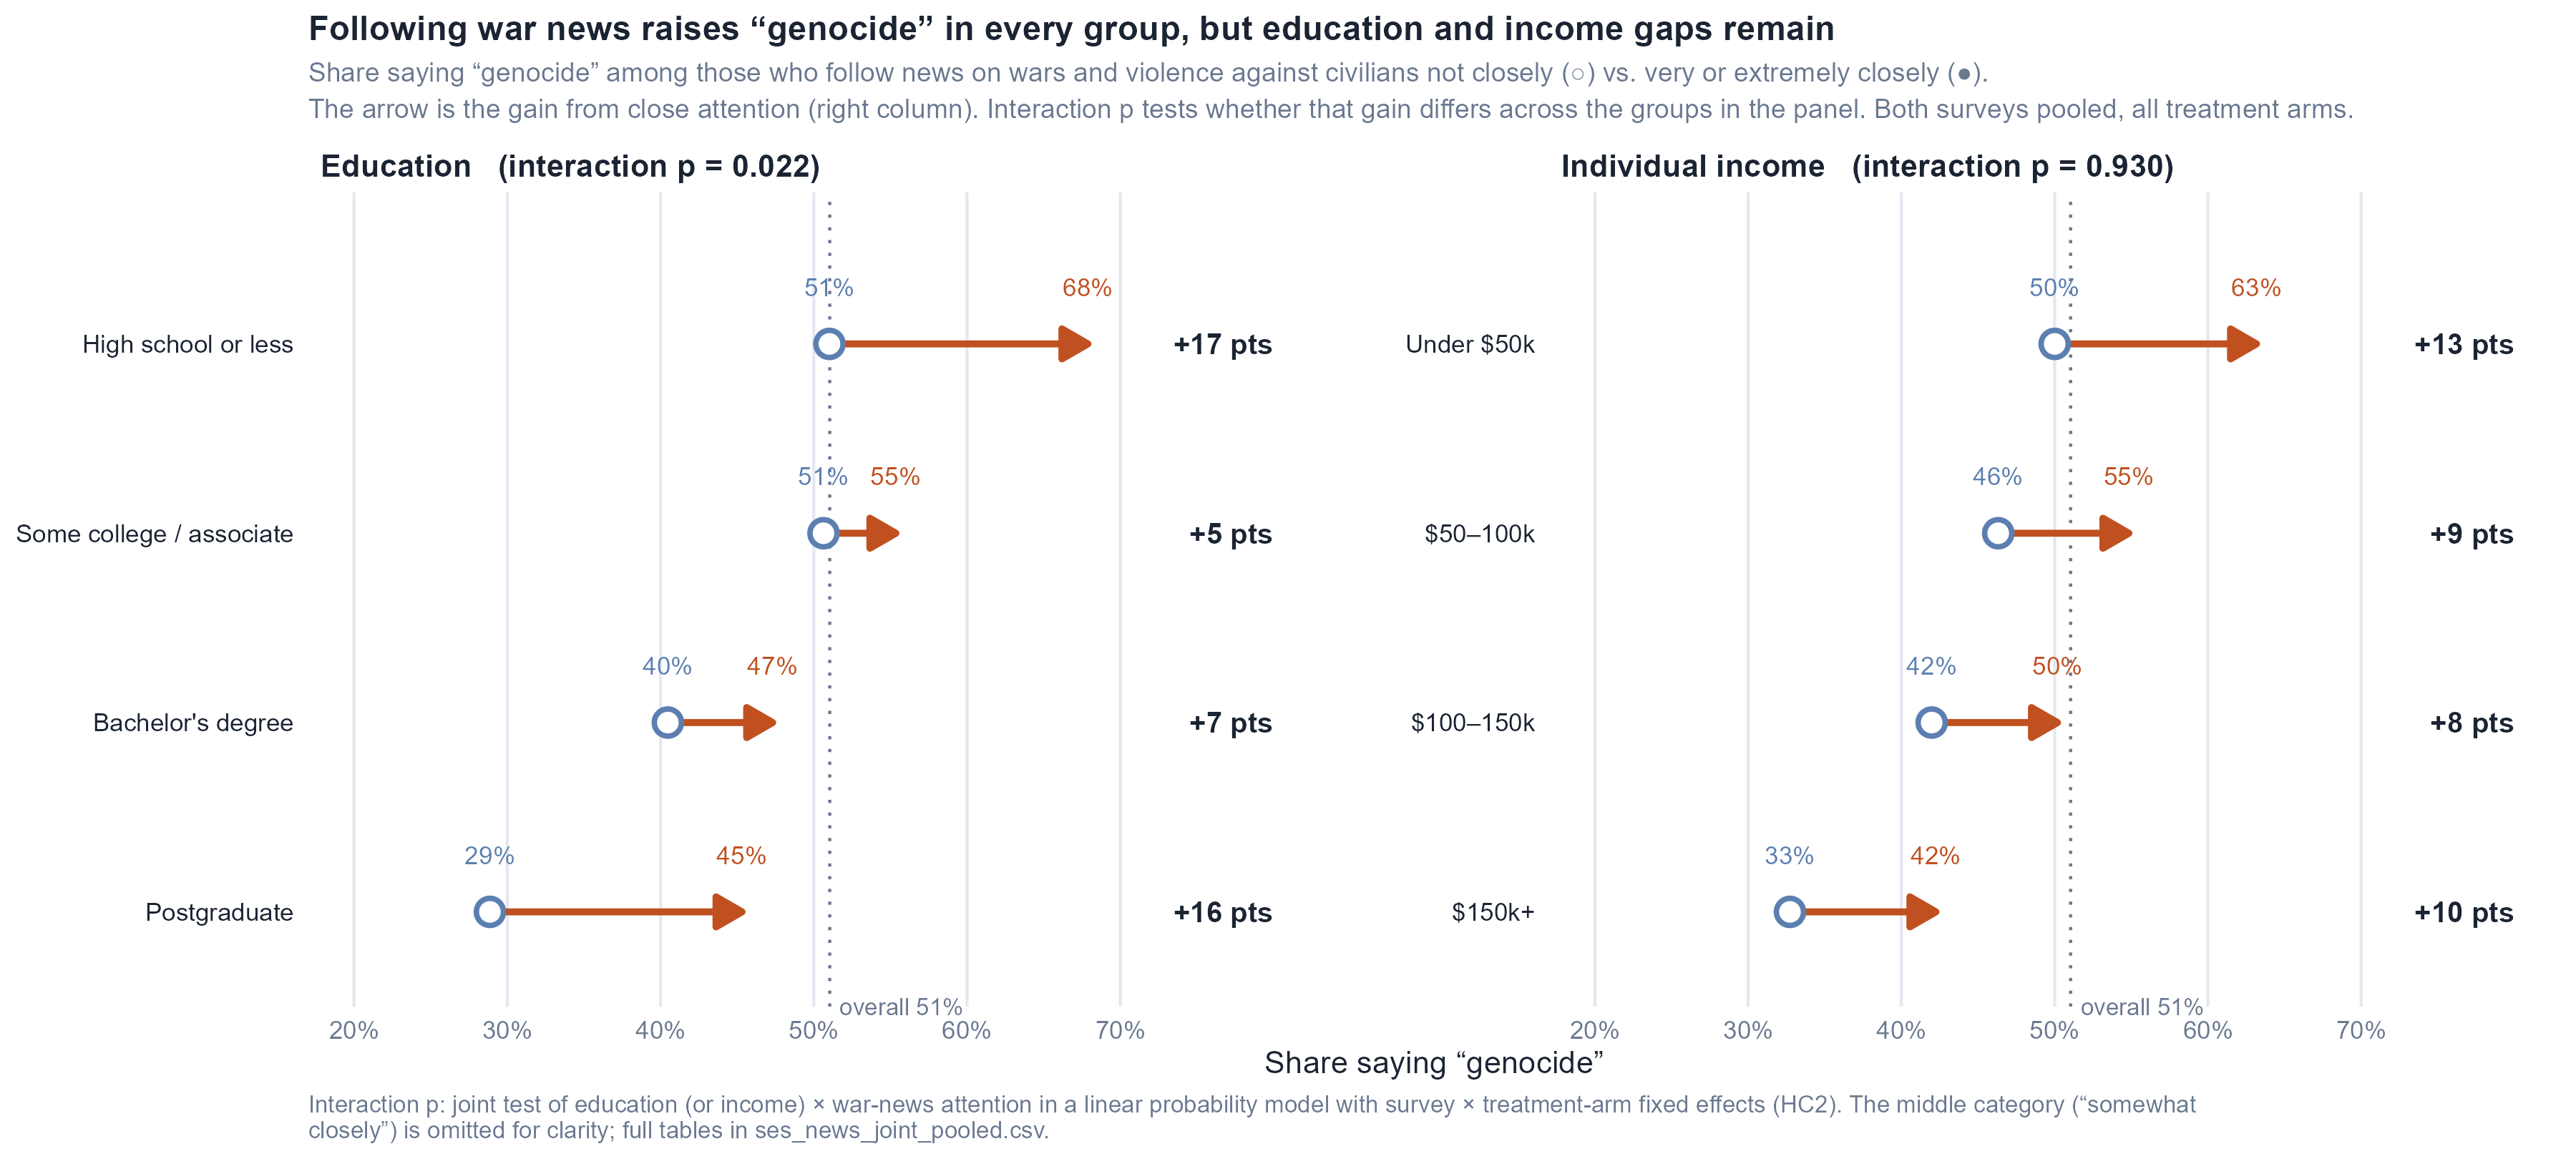 Following war news raises “genocide” in every group, but education and income gaps remain
Share saying “genocide” among those who follow news on wars and violence against civilians not closely (○) vs. very or extremely closely (●).
The arrow is the gain from close attention (right column). Interaction p tests whether that gain differs across the groups in the panel. Both surveys pooled, all treatment arms.
Education (interaction p = 0.022)
51% 68%
High school or less +17 pts
51% 55%
Some college / associate +5 pts
40% 47%
Bachelor's degree +7 pts
29% 45%
Postgraduate +16 pts
overall 51%
20% 30% 40% 50% 60% 70%
Individual income (interaction p = 0.930)
50% 63%
Under $50k +13 pts
46% 55%
$50–100k +9 pts
42% 50%
$100–150k +8 pts
33% 42%
$150k+ +10 pts
overall 51%
20% 30% 40% 50% 60% 70%
Share saying “genocide”
Interaction p: joint test of education (or income) × war-news attention in a linear probability model with survey × treatment-arm fixed effects (HC2). The middle category (“somewhat
closely”) is omitted for clarity; full tables in ses_news_joint_pooled.csv.